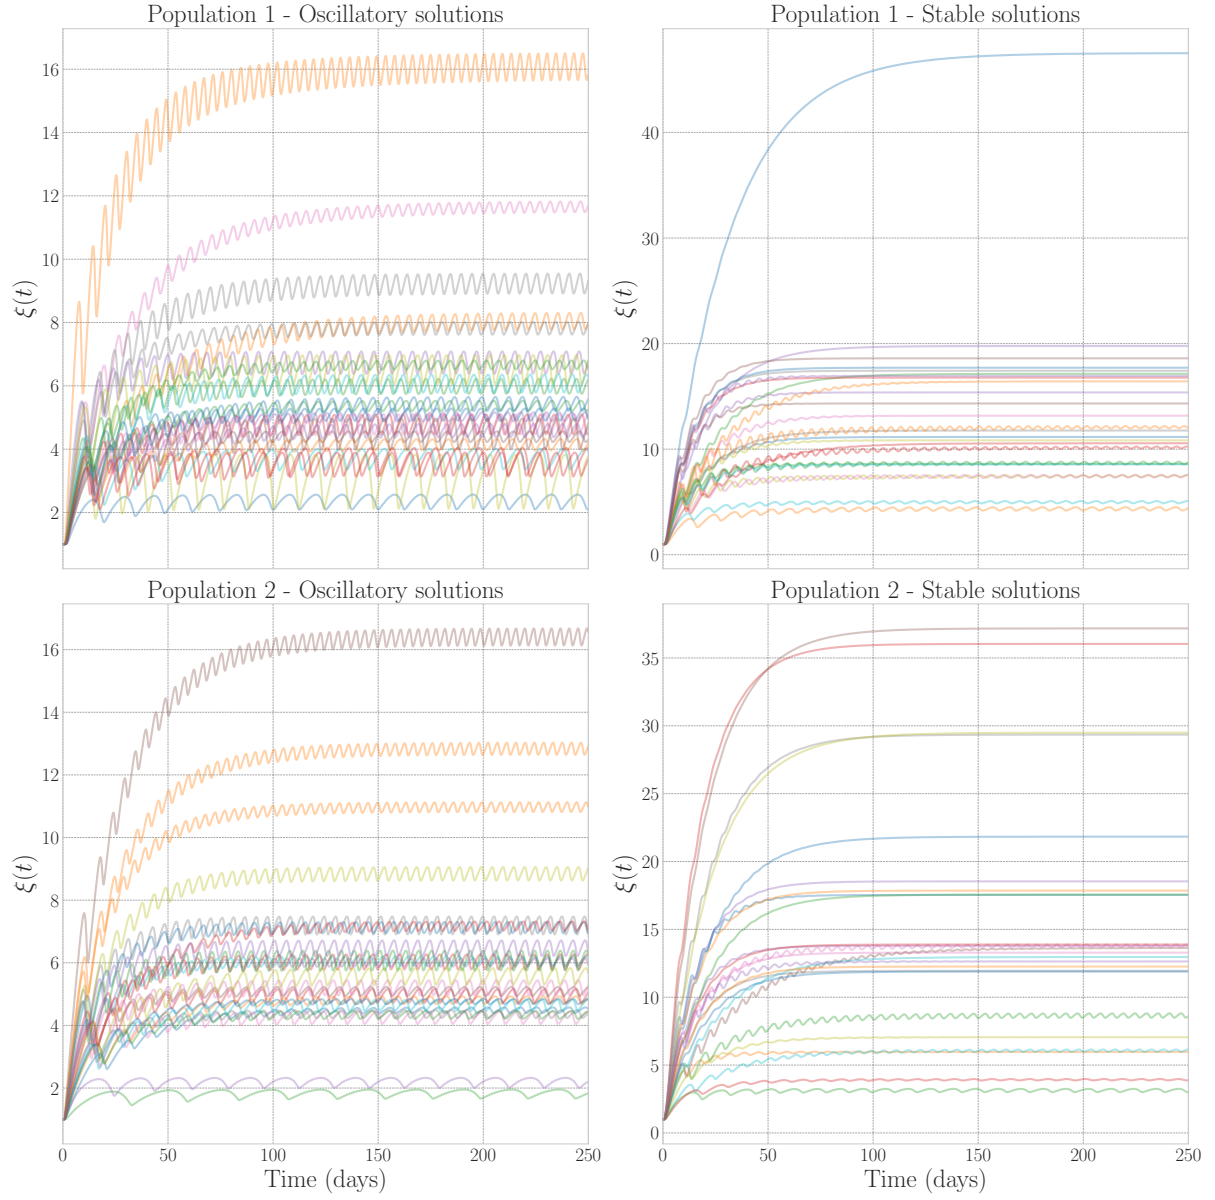 Population 1 - Oscillatory solutions
16
14
12
10
8
6
4
2
ξ(t)
Population 1 - Stable solutions
40
30
20
10
0
ξ(t)
Population 2 - Oscillatory solutions
16
14
12
10
8
6
4
2
ξ(t)
0 50 100 150 200 250
Time (days)
Population 2 - Stable solutions
35
30
25
20
15
10
5
0
ξ(t)
0 50 100 150 200 250
Time (days)